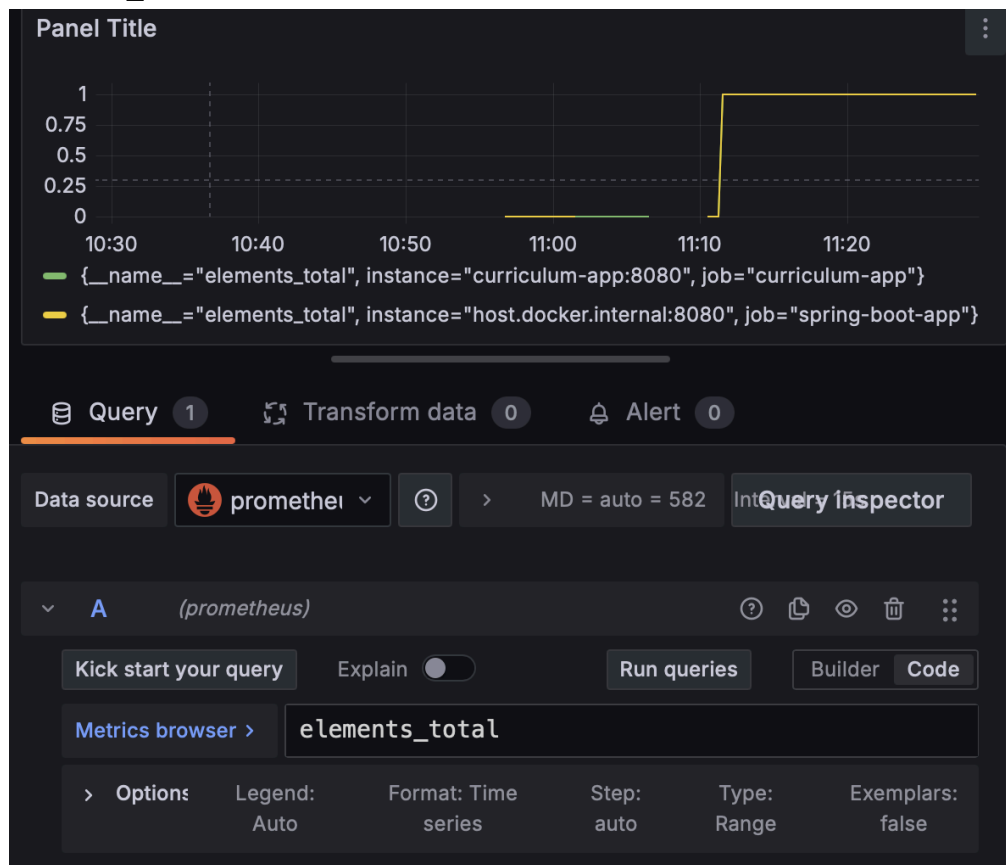 Panel Title
1
0.75
0.5
0.25
0
10:30 10:40 10:50 11:00 11:10 11:20
{__name__="elements_total", instance="curriculum-app:8080", job="curriculum-app"}
{__name__="elements_total", instance="host.docker.internal:8080", job="spring-boot-app"}
Query 1 Transform data 0 Alert 0
Data source MD = auto = 582 Query inspector
A (prometheus)
Kick start your query Explain Run queries Builder Code
Metrics browser > elements_total
Options Legend: Auto Format: Time series Step: auto Type: Range Exemplars: false